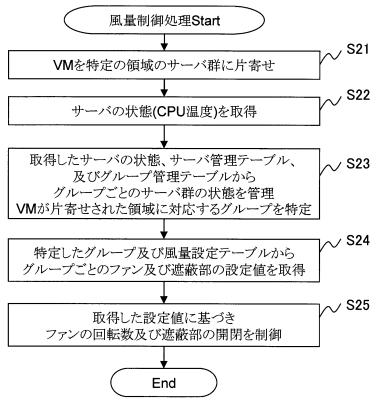 風量制御処理Start
S21
VMを特定の領域のサーバ群に片寄せ
S22
サーバの状態(CPU温度)を取得
S23
取得したサーバの状態、サーバ管理テーブル、
及びグループ管理テーブルから
グループごとのサーバ群の状態を管理
VMが片寄せされた領域に対応するグループを特定
S24
特定したグループ及び風量設定テーブルから
グループごとのファン及び遮蔽部の設定値を取得
S25
取得した設定値に基づき
ファンの回転数及び遮蔽部の開閉を制御
End